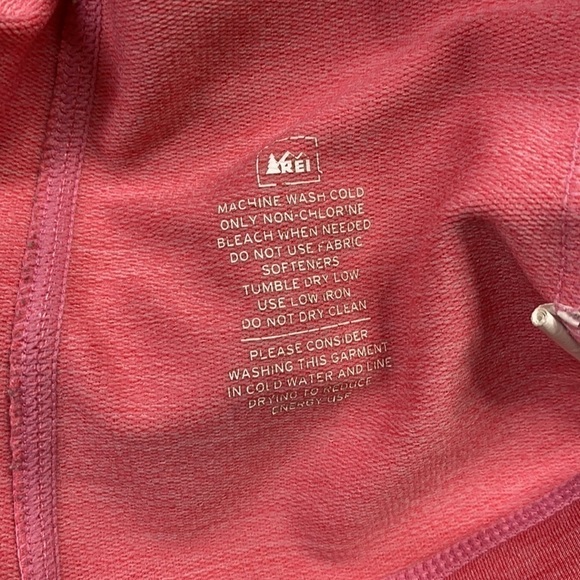 REI
MACHINE WASH COLD
ONLY NON-CHLORINE
BLEACH WHEN NEEDED
DO NOT USE FABRIC
SOFTENERS
TUMBLE DRY LOW
USE LOW IRON
DO NOT DRY CLEAN
PLEASE CONSIDER
WASHING THIS GARMENT
IN COLD WATER AND LINE
DRYING TO REDUCE
ENERGY USE